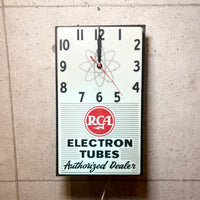 12
11 1
10 2
9 3
8 4
7 5
6
RCA
ELECTRON
TUBES
Authorized Dealer